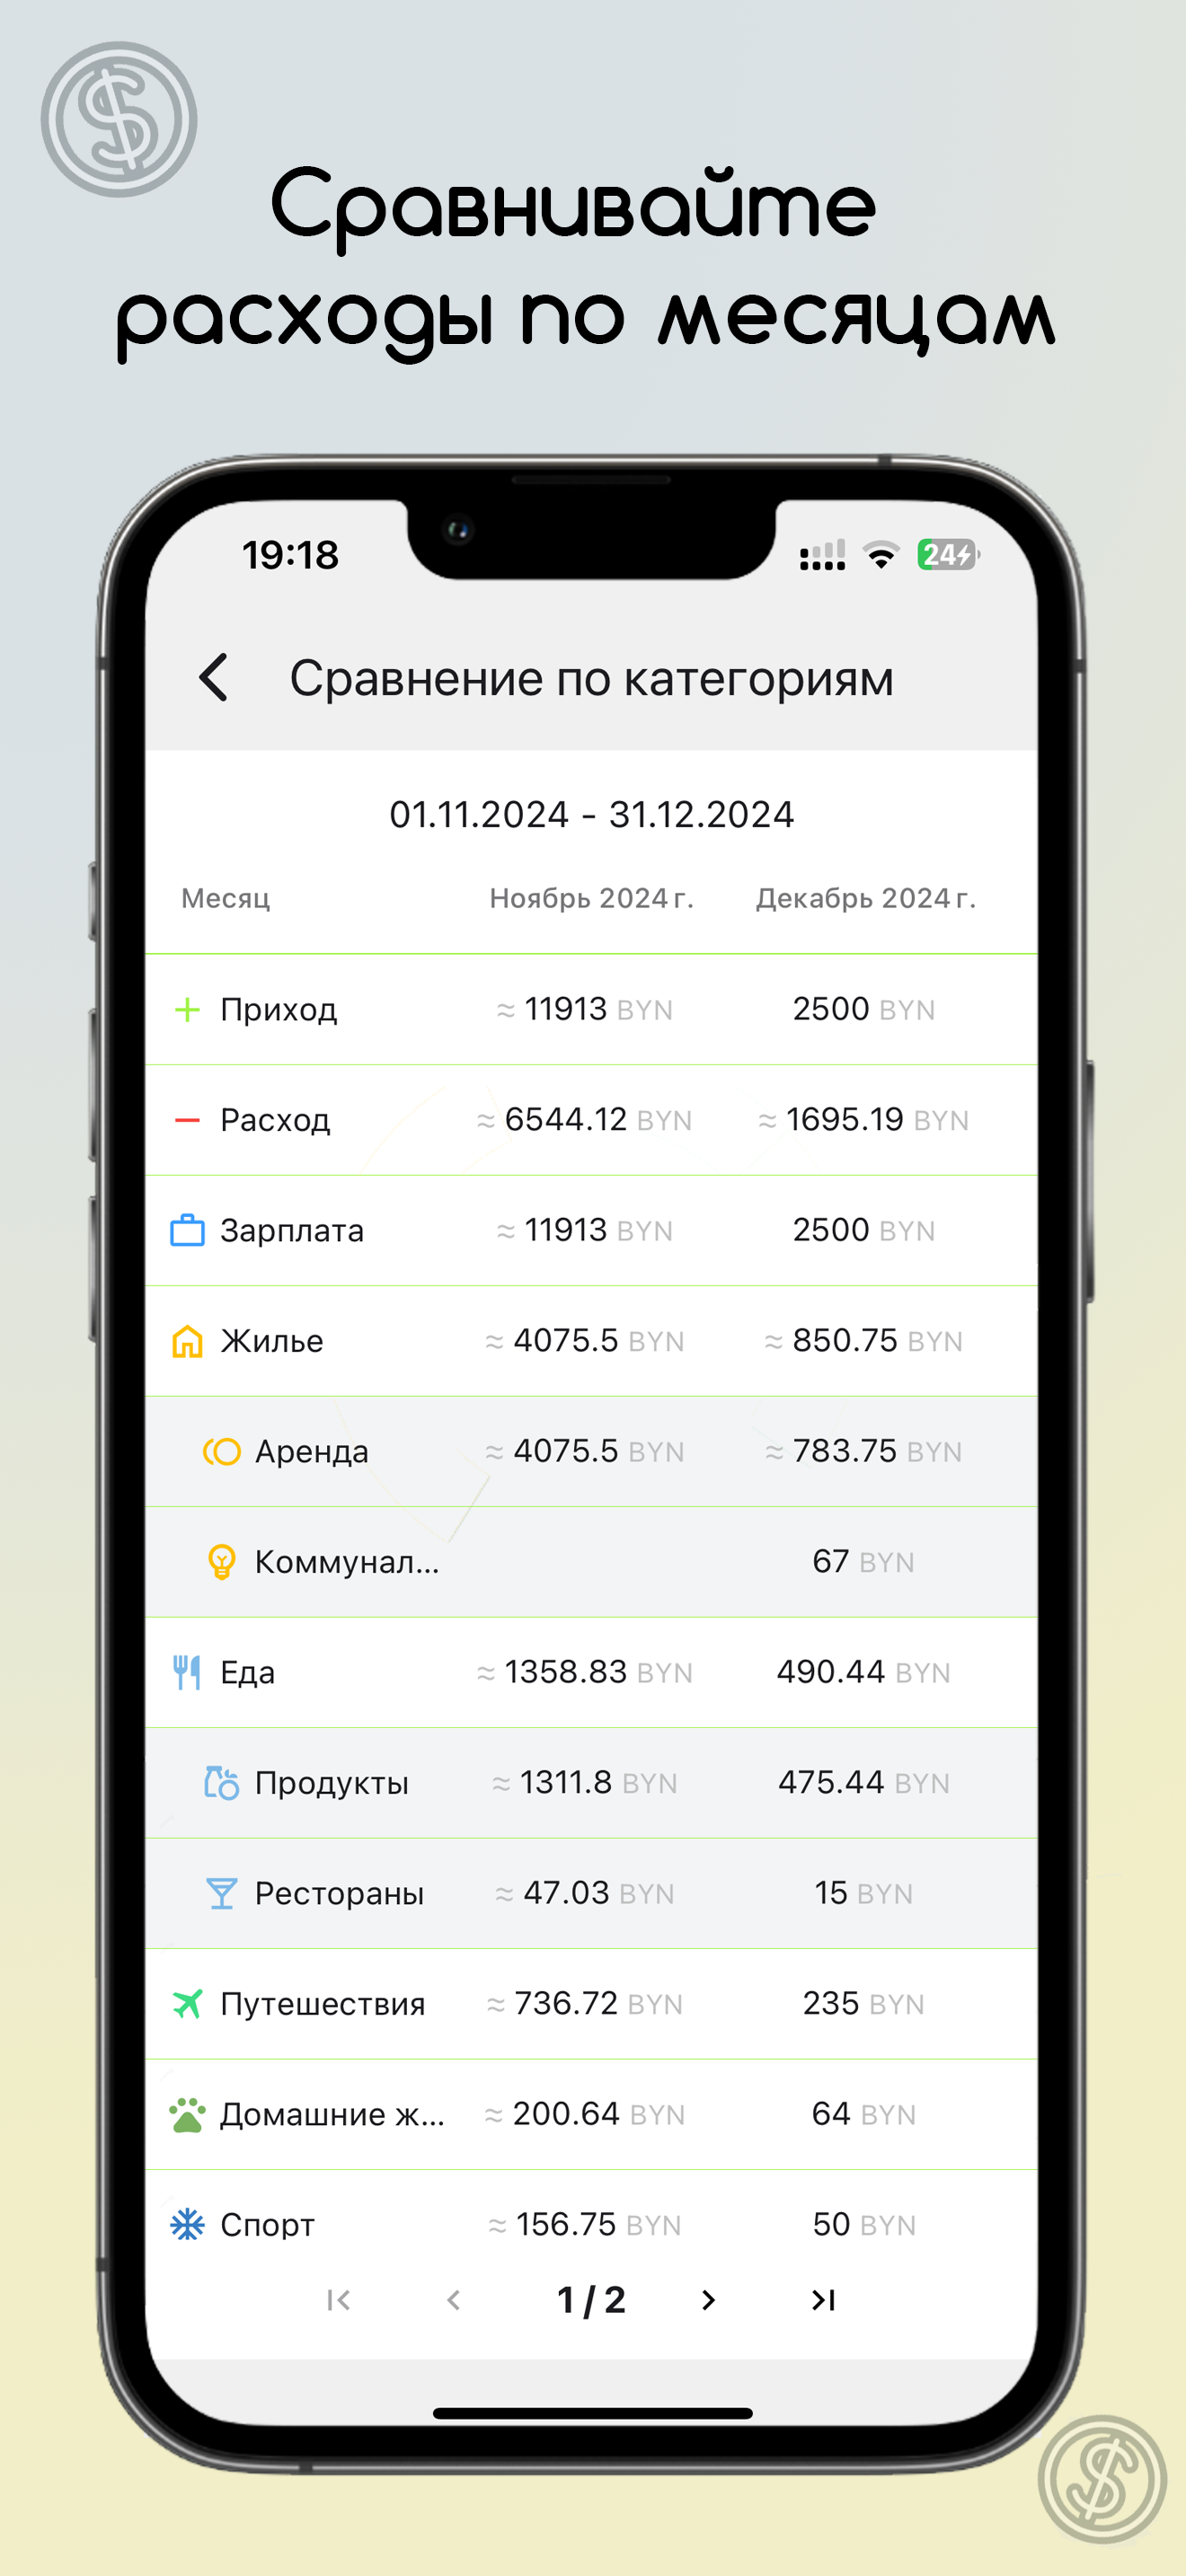 Сравнивайте
расходы по месяцам
19:18
24
Сравнение по категориям
01.11.2024 - 31.12.2024
Месяц Ноябрь 2024 г. Декабрь 2024 г.
Приход ≈ 11913 BYN 2500 BYN
Расход ≈ 6544.12 BYN ≈ 1695.19 BYN
Зарплата ≈ 11913 BYN 2500 BYN
Жилье ≈ 4075.5 BYN ≈ 850.75 BYN
Аренда ≈ 4075.5 BYN ≈ 783.75 BYN
Коммунал... 67 BYN
Еда ≈ 1358.83 BYN 490.44 BYN
Продукты ≈ 1311.8 BYN 475.44 BYN
Рестораны ≈ 47.03 BYN 15 BYN
Путешествия ≈ 736.72 BYN 235 BYN
Домашние ж... ≈ 200.64 BYN 64 BYN
Спорт ≈ 156.75 BYN 50 BYN
1 / 2